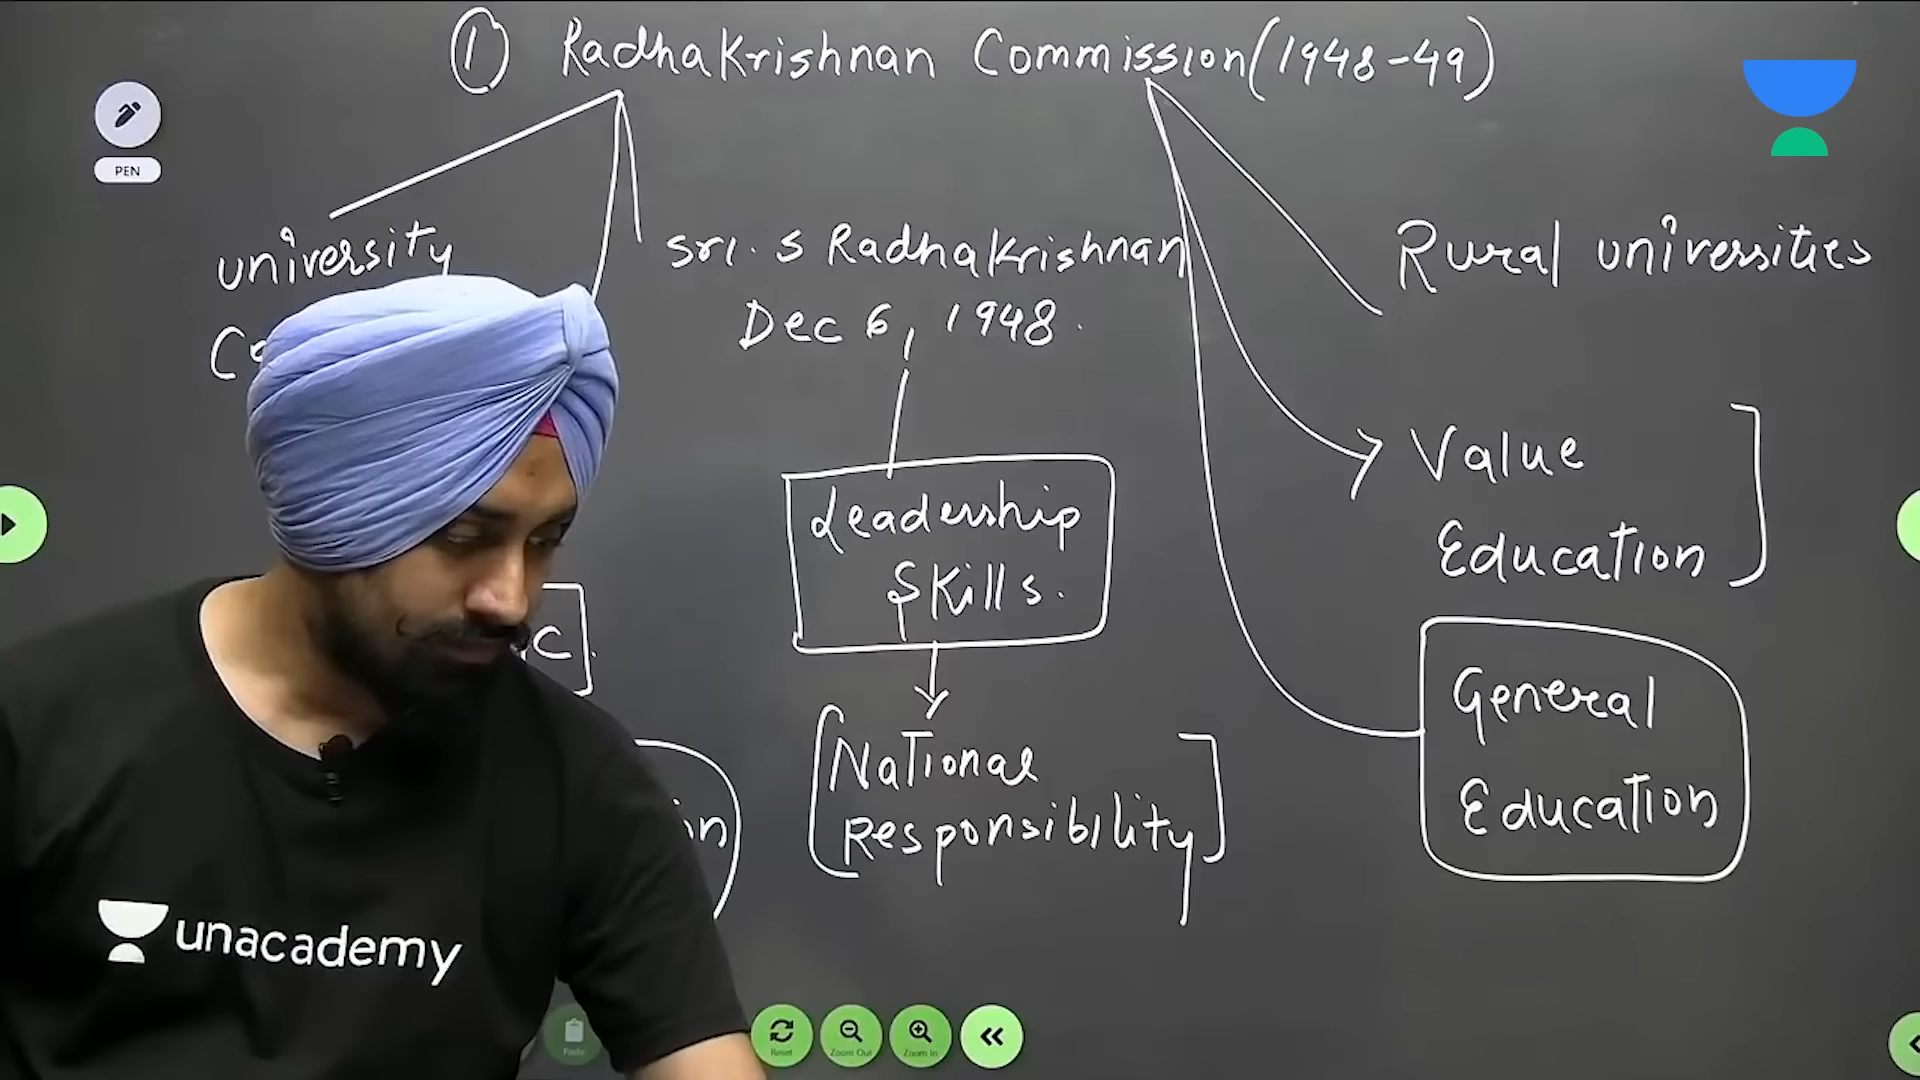 ① Radhakrishnan Commission (1948-49)
PEN
university
Sri. S Radhakrishnan
Dec 6, 1948.
Rural universities
Value
Education
Leadership
Skills.
General
Education
National
Responsibility
unacademy
Paste
Reset
Zoom Out
Zoom In